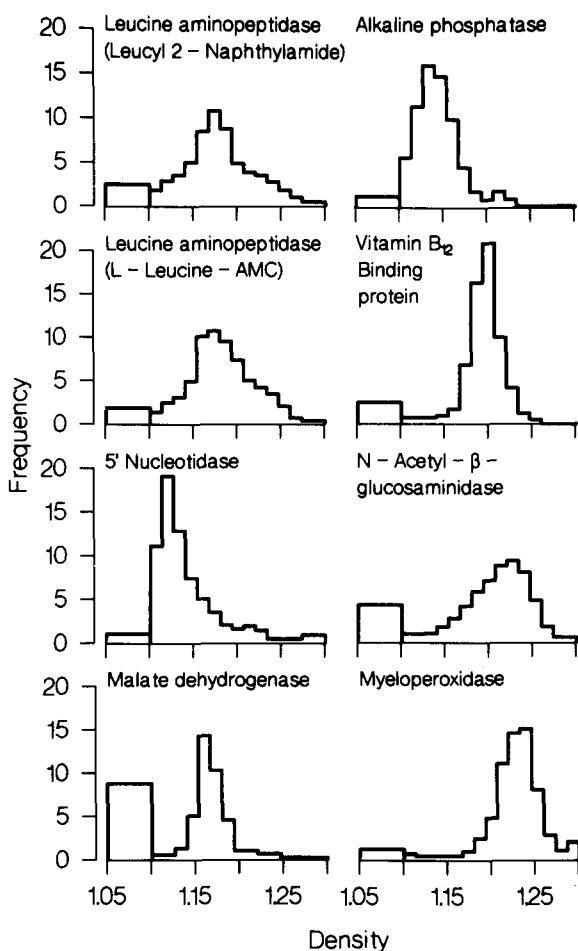 Leucine aminopeptidase
(Leucyl 2 – Naphthylamide)
Alkaline phosphatase
20
15
10
5
0
Leucine aminopeptidase
(L – Leucine – AMC)
Vitamin B12
Binding
protein
20
15
10
5
0
5' Nucleotidase
N – Acetyl – β –
glucosaminidase
20
15
10
5
0
Malate dehydrogenase
Myeloperoxidase
20
15
10
5
0
Frequency
1.05 1.15 1.25 1.05 1.15 1.25
Density